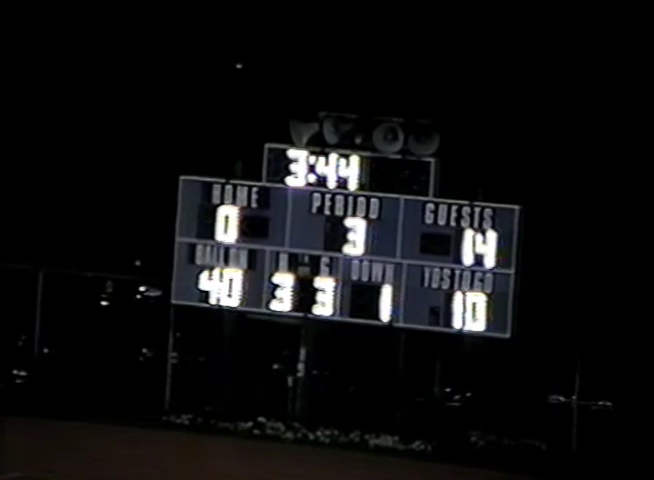 3:44
HOME PERIOD GUESTS
0 3 14
BALL ON H G DOWN YDS TO GO
40 3 3 1 10